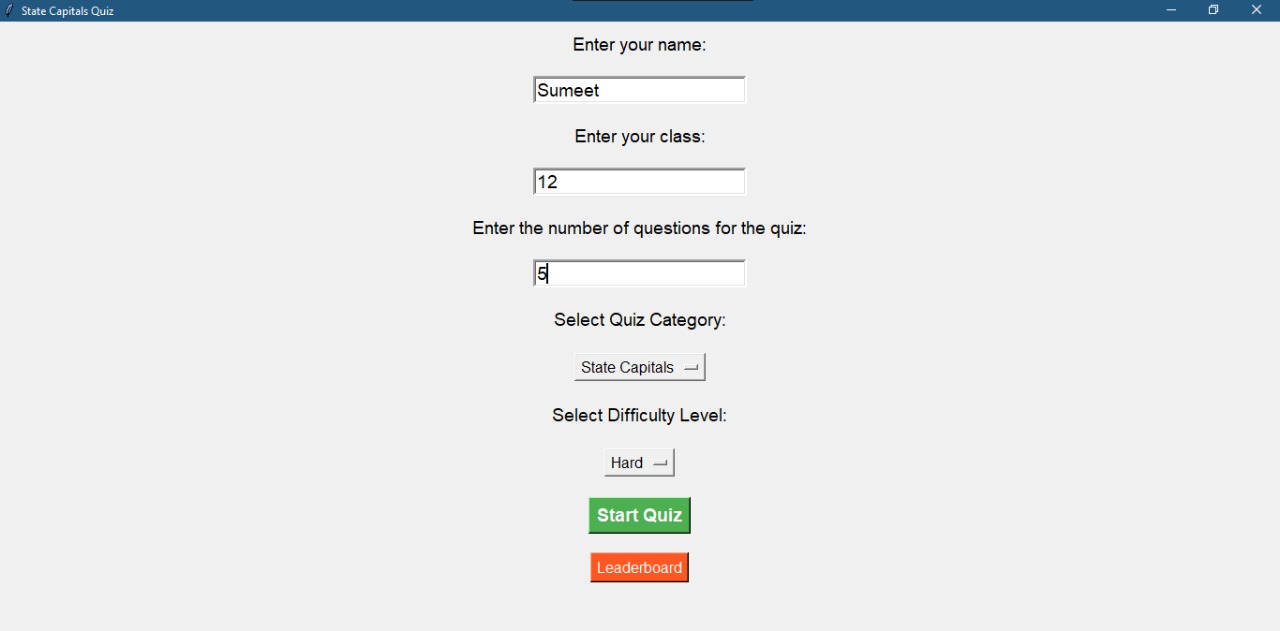 State Capitals Quiz
Enter your name:
Sumeet
Enter your class:
12
Enter the number of questions for the quiz:
5
Select Quiz Category:
State Capitals
Select Difficulty Level:
Hard
Start Quiz
Leaderboard